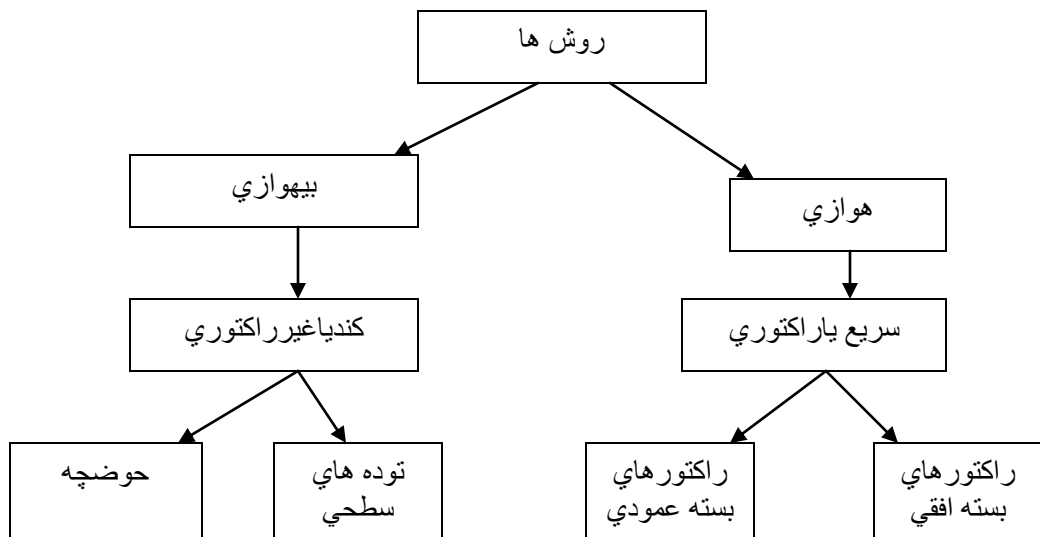 روش ها
هوازي
بيهوازي
سريع ياراكتوري
كندياغيرراكتوري
راكتورهاي
بسته افقي
راكتورهاي
بسته عمودي
توده هاي
سطحي
حوضچه